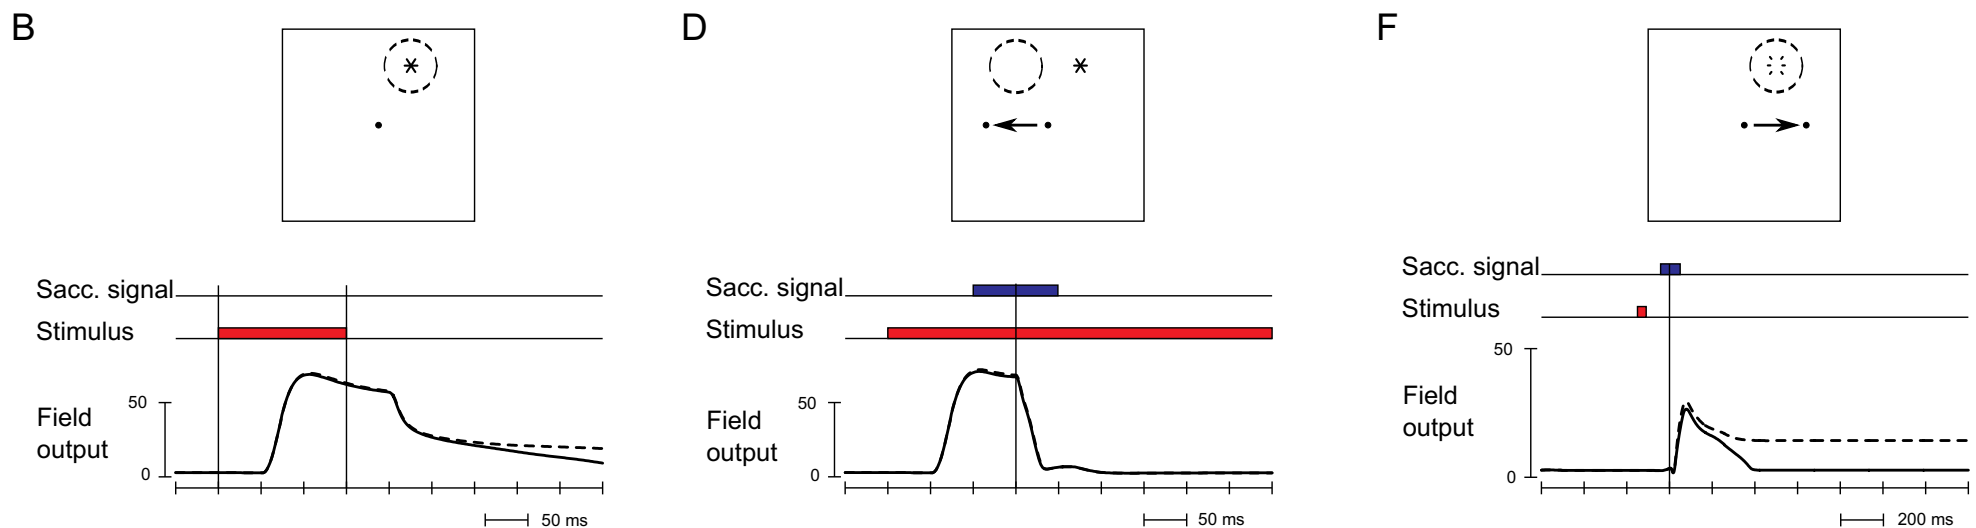 B
Sacc. signal
Stimulus
50
Field
output
0
50 ms
D
Sacc. signal
Stimulus
50
Field
output
0
50 ms
F
Sacc. signal
Stimulus
50
Field
output
0
200 ms